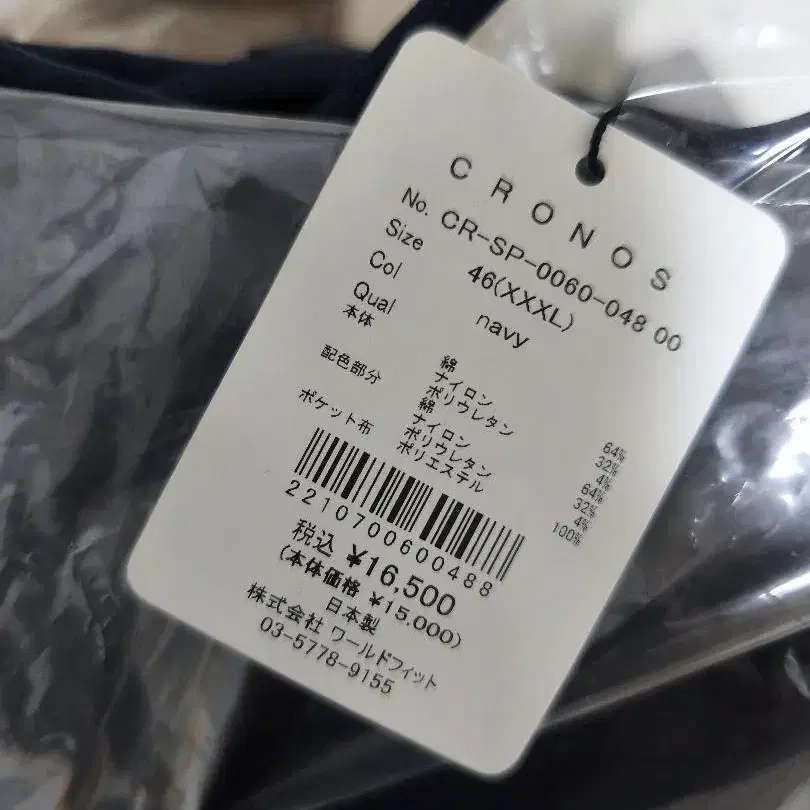 CRONOS
No. CR-SP-0060-048 00
Size 46(XXXL)
Col navy
Qual
本体 綿 64%
ナイロン 32%
ポリウレタン 4%
配色部分 綿 64%
ナイロン 32%
ポリウレタン 4%
ポケット布 ポリエステル 100%
2210700600488
税込 ¥16,500
(本体価格 ¥15,000)
日本製
株式会社 ワールドフィット
03-5778-9155